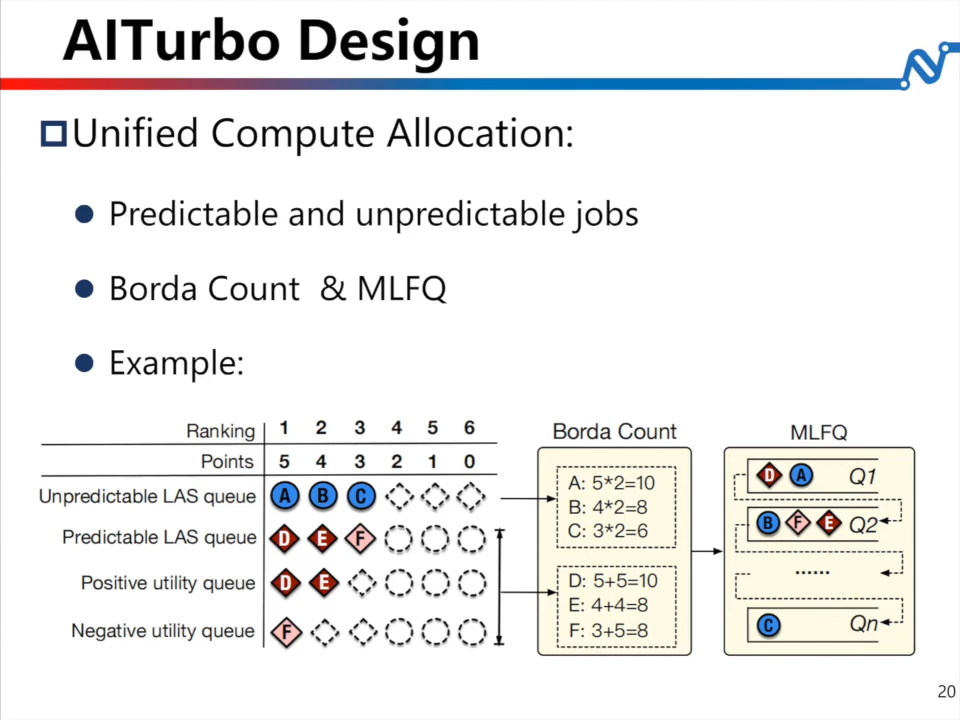 AITurbo Design
Unified Compute Allocation:
Predictable and unpredictable jobs
Borda Count & MLFQ
Example:
Ranking 1 2 3 4 5 6
Points 5 4 3 2 1 0
Unpredictable LAS queue A B C
Predictable LAS queue D E F
Positive utility queue D E
Negative utility queue F
Borda Count
A: 5*2=10
B: 4*2=8
C: 3*2=6
D: 5+5=10
E: 4+4=8
F: 3+5=8
MLFQ
D A Q1
B F E Q2
......
C Qn
20